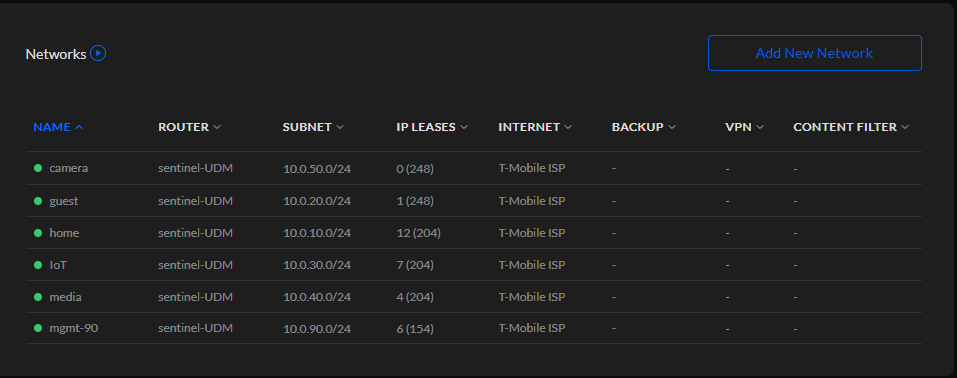 Networks
Add New Network
NAME ROUTER SUBNET IP LEASES INTERNET BACKUP VPN CONTENT FILTER
camera sentinel-UDM 10.0.50.0/24 0 (248) T-Mobile ISP - - -
guest sentinel-UDM 10.0.20.0/24 1 (248) T-Mobile ISP - - -
home sentinel-UDM 10.0.10.0/24 12 (204) T-Mobile ISP - - -
IoT sentinel-UDM 10.0.30.0/24 7 (204) T-Mobile ISP - - -
media sentinel-UDM 10.0.40.0/24 4 (204) T-Mobile ISP - - -
mgmt-90 sentinel-UDM 10.0.90.0/24 6 (154) T-Mobile ISP - - -